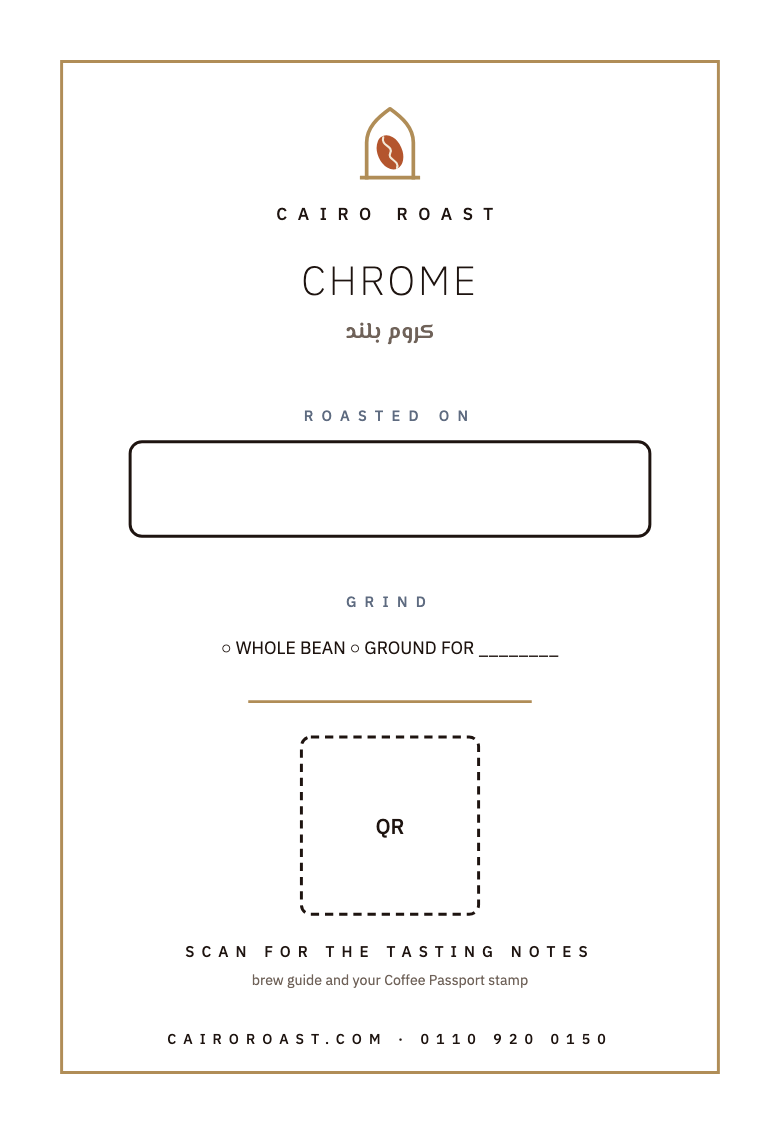 CAIRO ROAST
CHROME
كروم بلند
ROASTED ON
GRIND
○ WHOLE BEAN ○ GROUND FOR ________
QR
SCAN FOR THE TASTING NOTES
brew guide and your Coffee Passport stamp
CAIROROAST.COM · 0110 920 0150